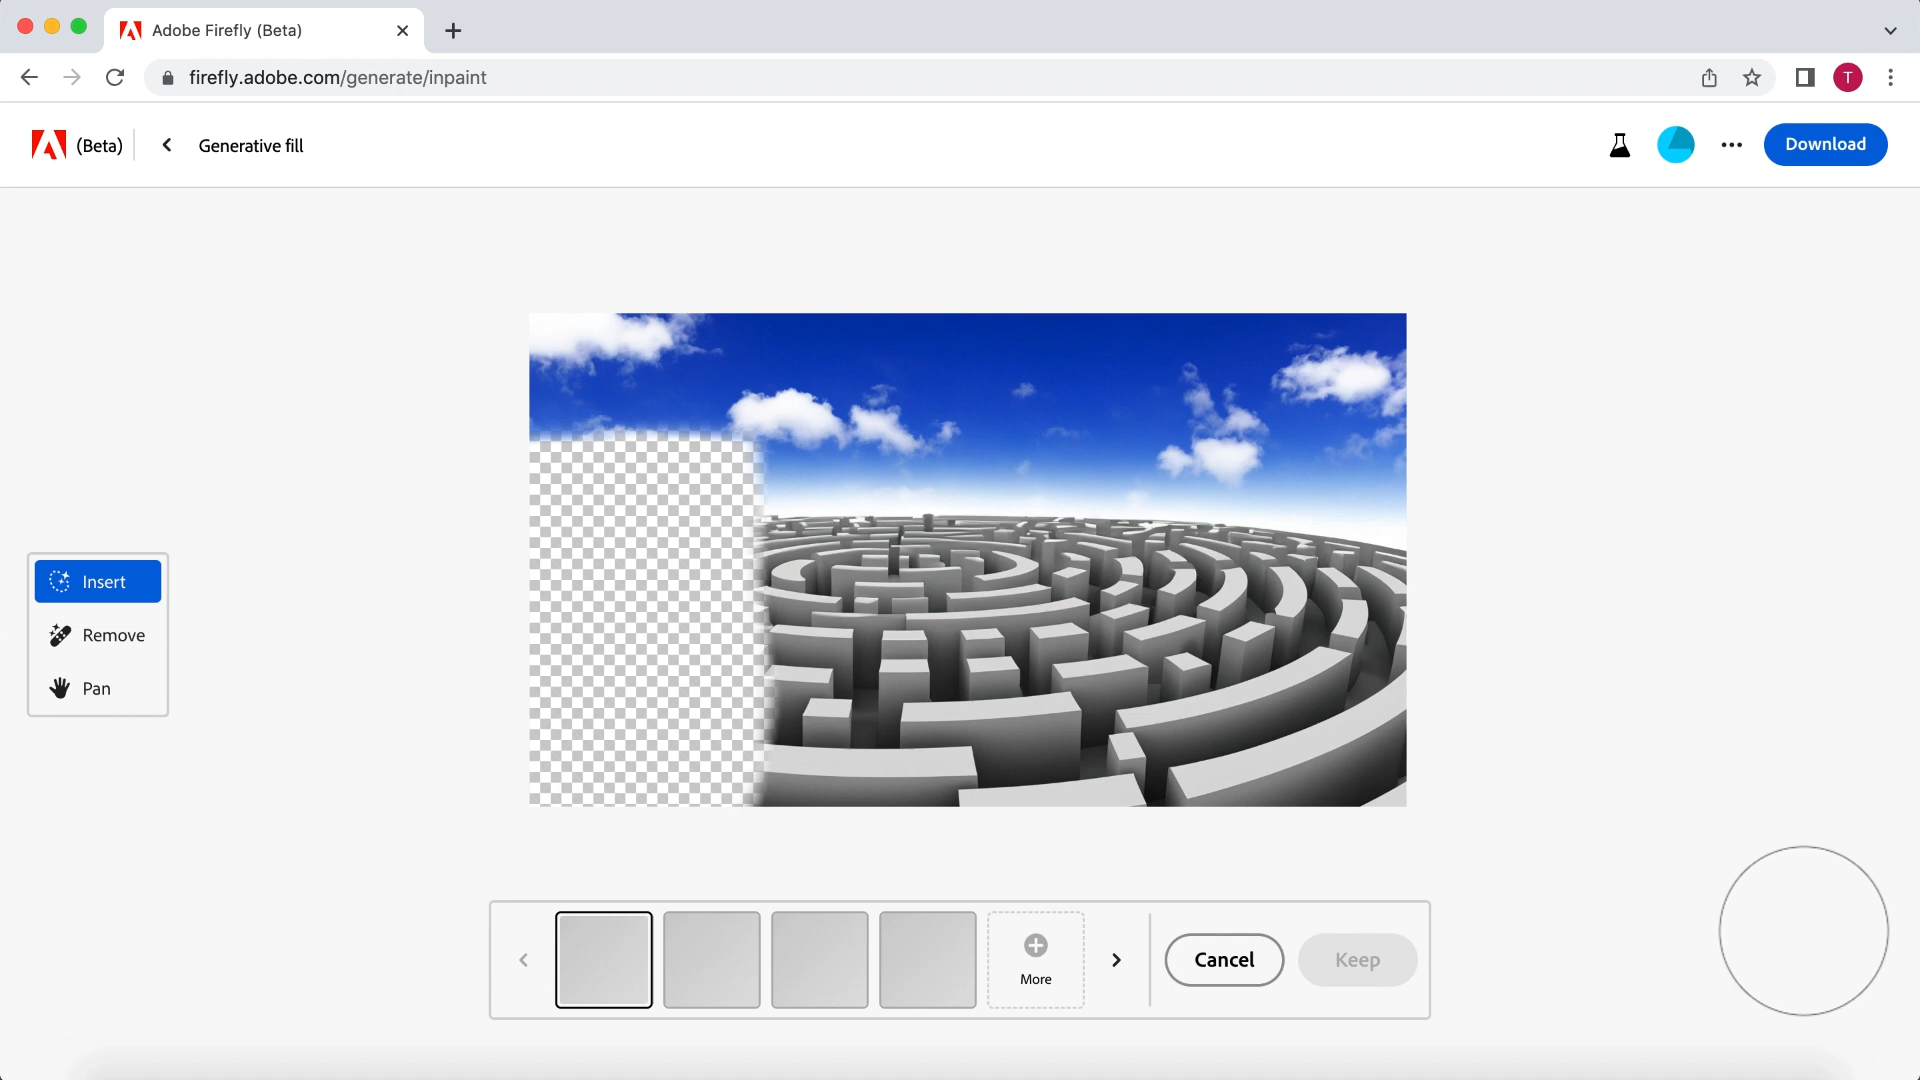 Adobe Firefly (Beta)
firefly.adobe.com/generate/inpaint
T
(Beta)
Generative fill
Download
Insert
Remove
Pan
More
Cancel
Keep